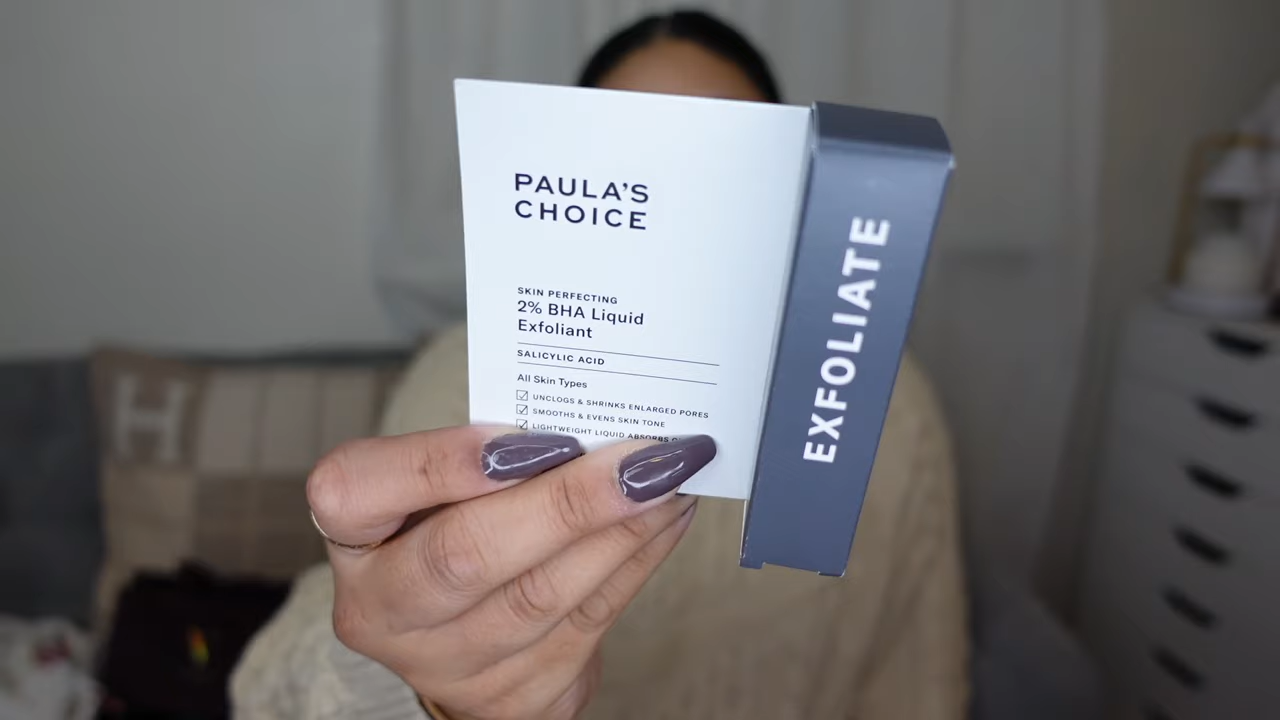 PAULA'S
CHOICE
SKIN PERFECTING
2% BHA Liquid
Exfoliant
SALICYLIC ACID
All Skin Types
UNCLOGS & SHRINKS ENLARGED PORES
SMOOTHS & EVENS SKIN TONE
LIGHTWEIGHT LIQUID ABSORBS
EXFOLIATE
H